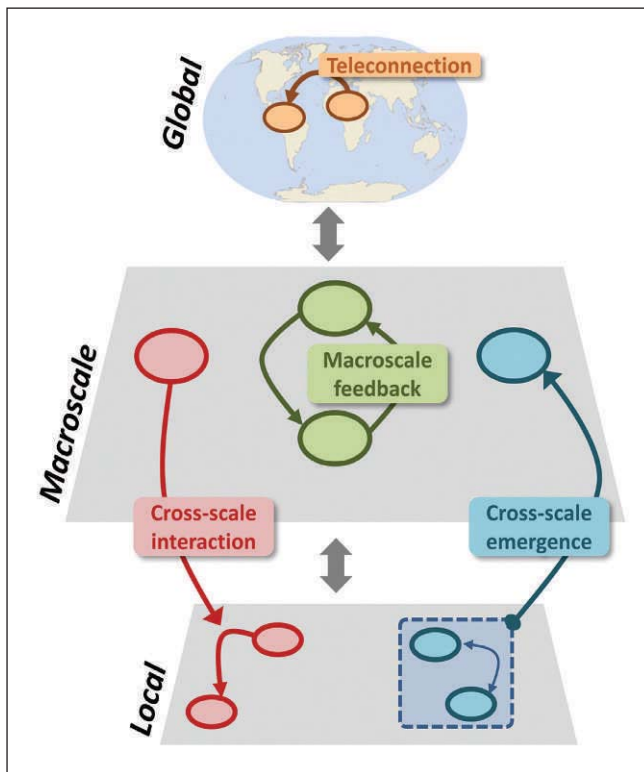 Global
Teleconnection
Macroscale
Macroscale
feedback
Cross-scale
interaction
Cross-scale
emergence
Local